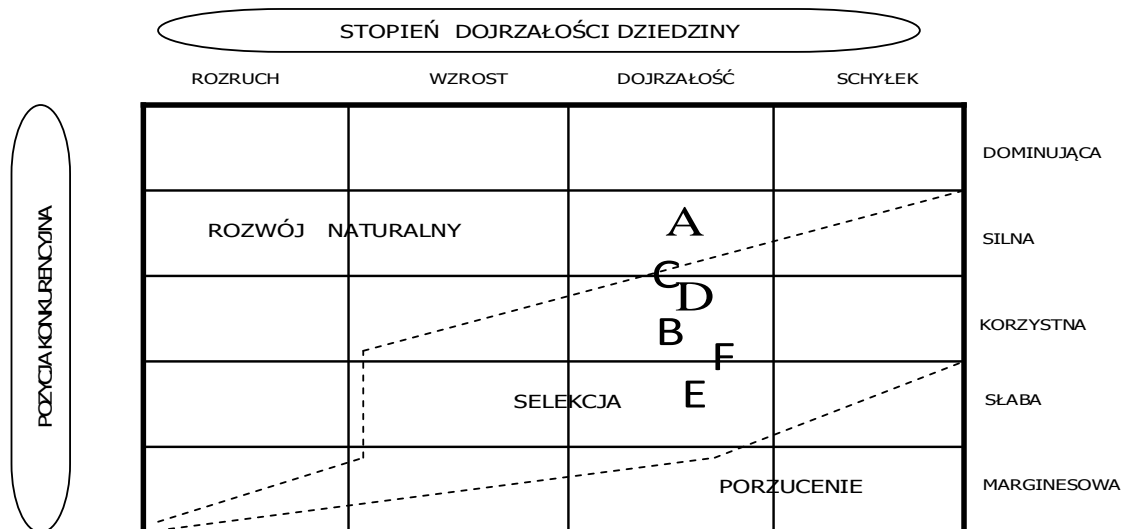 STOPIEŃ DOJRZAŁOŚCI DZIEDZINY
ROZRUCH WZROST DOJRZAŁOŚĆ SCHYŁEK
POZYCJA KONKURENCYJNA
DOMINUJĄCA
ROZWÓJ NATURALNY
A
SILNA
C
D
B
KORZYSTNA
F
E
SELEKCJA
SŁABA
PORZUCENIE
MARGINESOWA